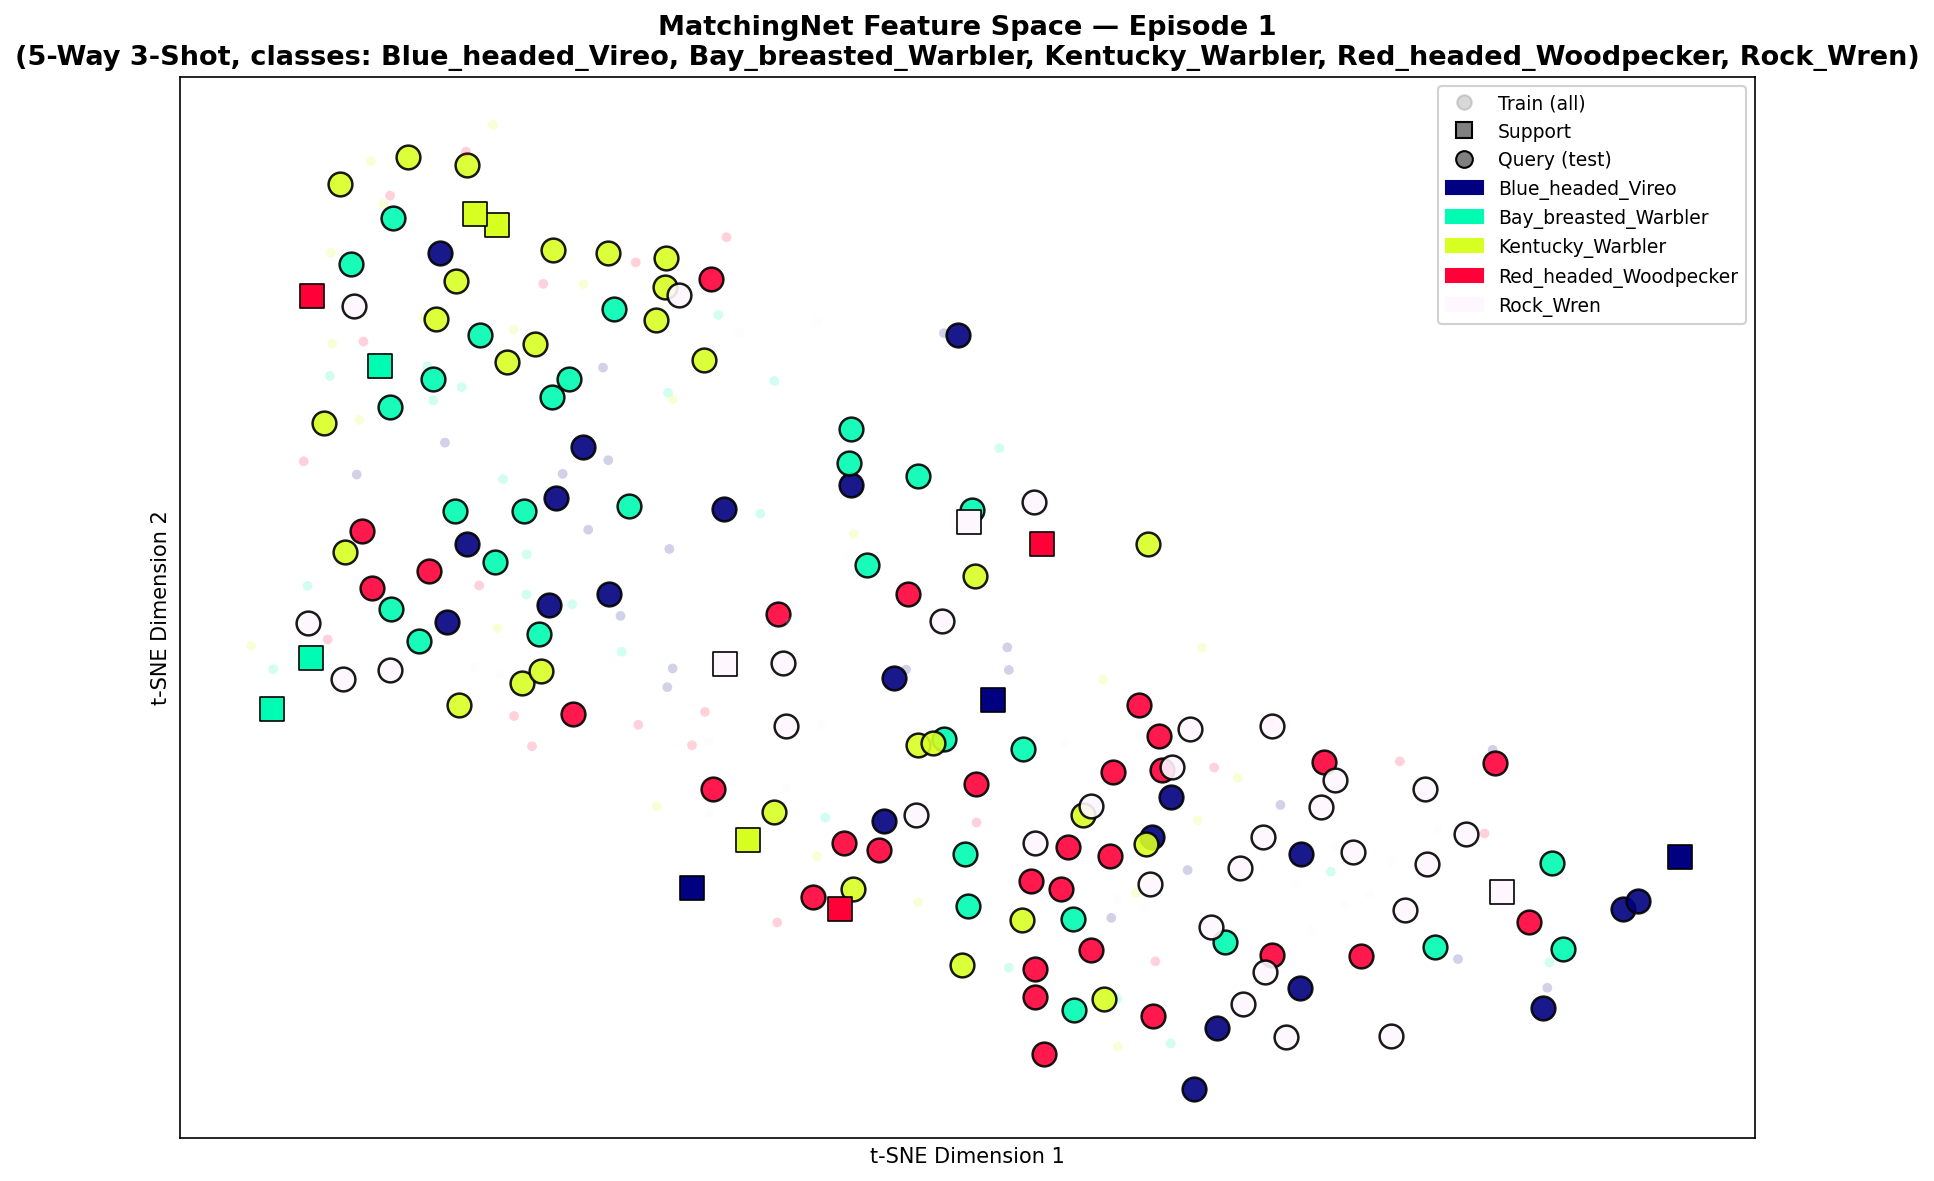 MatchingNet Feature Space — Episode 1
(5-Way 3-Shot, classes: Blue_headed_Vireo, Bay_breasted_Warbler, Kentucky_Warbler, Red_headed_Woodpecker, Rock_Wren)
Train (all)
Support
Query (test)
Blue_headed_Vireo
Bay_breasted_Warbler
Kentucky_Warbler
Red_headed_Woodpecker
Rock_Wren
t-SNE Dimension 2
t-SNE Dimension 1